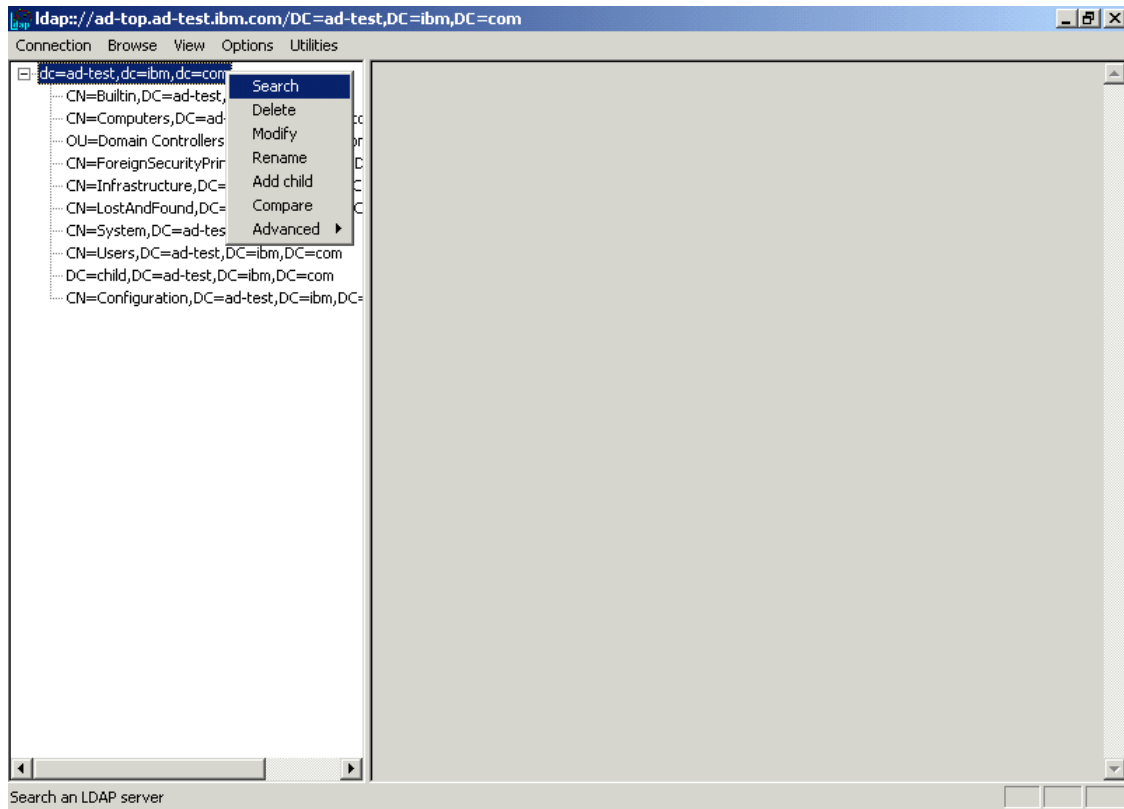 ldap ldap:://ad-top.ad-test.ibm.com/DC=ad-test,DC=ibm,DC=com
Connection Browse View Options Utilities
dc=ad-test,dc=ibm,dc=com
CN=Builtin,DC=ad-test,
CN=Computers,DC=ad-
OU=Domain Controllers
CN=ForeignSecurityPrin
CN=Infrastructure,DC=
CN=LostAndFound,DC=
CN=System,DC=ad-tes
CN=Users,DC=ad-test,DC=ibm,DC=com
DC=child,DC=ad-test,DC=ibm,DC=com
CN=Configuration,DC=ad-test,DC=ibm,DC=
Search
Delete
Modify
Rename
Add child
Compare
Advanced
Search an LDAP server